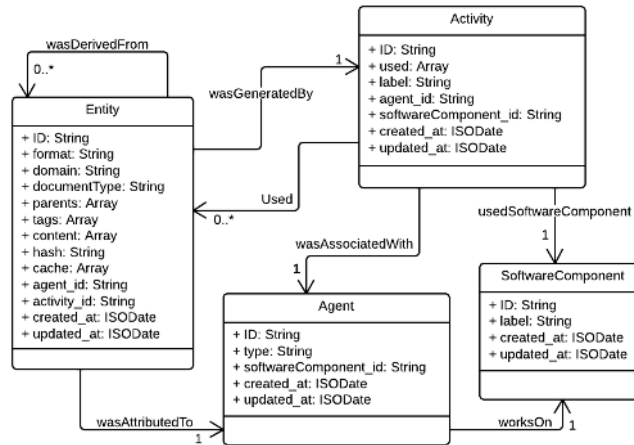 wasDerivedFrom
0..*
Entity
+ ID: String
+ format: String
+ domain: String
+ documentType: String
+ parents: Array
+ tags: Array
+ content: Array
+ hash: String
+ cache: Array
+ agent_id: String
+ activity_id: String
+ created_at: ISODate
+ updated_at: ISODate
wasGeneratedBy
1
Activity
+ ID: String
+ used: Array
+ label: String
+ agent_id: String
+ softwareComponent_id: String
+ created_at: ISODate
+ updated_at: ISODate
Used
0..*
wasAssociatedWith
1
usedSoftwareComponent
1
SoftwareComponent
+ ID: String
+ label: String
+ created_at: ISODate
+ updated_at: ISODate
Agent
+ ID: String
+ type: String
+ softwareComponent_id: String
+ created_at: ISODate
+ updated_at: ISODate
wasAttributedTo
1
worksOn
1